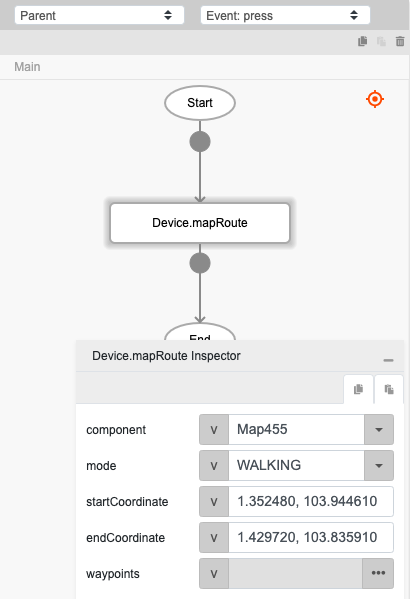 Parent Event: press
Main
Start
Device.mapRoute
End
Device.mapRoute Inspector
component V Map455
mode V WALKING
startCoordinate V 1.352480, 103.944610
endCoordinate V 1.429720, 103.835910
waypoints V